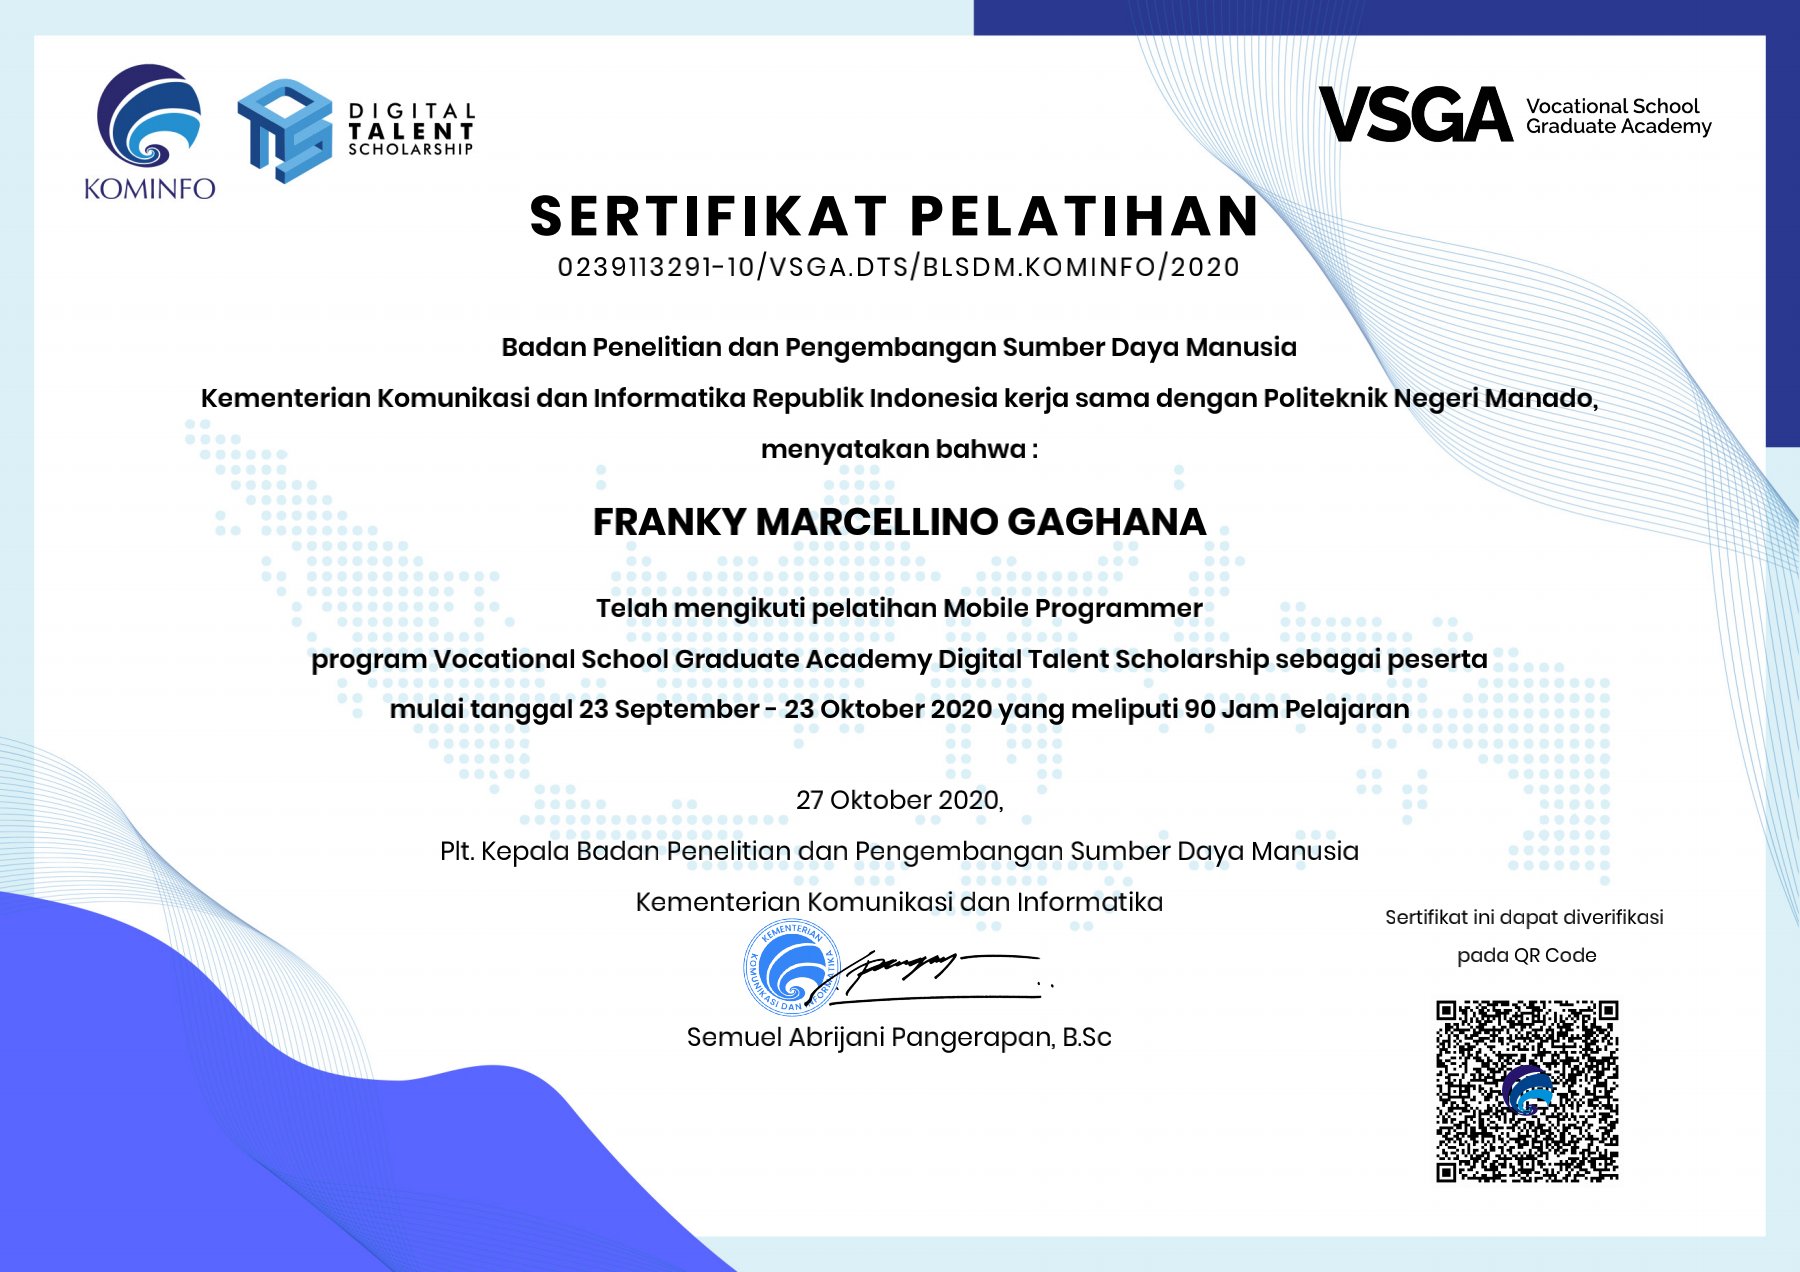 KOMINFO
DIGITAL
TALENT
SCHOLARSHIP
VSGA
Vocational School
Graduate Academy
SERTIFIKAT PELATIHAN
0239113291-10/VSGA.DTS/BLSDM.KOMINFO/2020
Badan Penelitian dan Pengembangan Sumber Daya Manusia
Kementerian Komunikasi dan Informatika Republik Indonesia kerja sama dengan Politeknik Negeri Manado,
menyatakan bahwa :
FRANKY MARCELLINO GAGHANA
Telah mengikuti pelatihan Mobile Programmer
program Vocational School Graduate Academy Digital Talent Scholarship sebagai peserta
mulai tanggal 23 September - 23 Oktober 2020 yang meliputi 90 Jam Pelajaran
27 Oktober 2020,
Plt. Kepala Badan Penelitian dan Pengembangan Sumber Daya Manusia
Kementerian Komunikasi dan Informatika
KEMENTERIAN
KOMUNIKASI DAN INFORMATIKA
Semuel Abrijani Pangerapan, B.Sc
Sertifikat ini dapat diverifikasi
pada QR Code